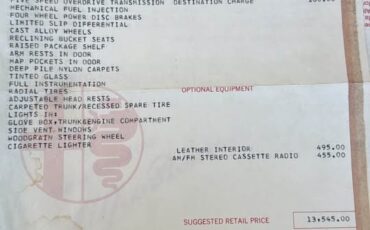 FIVE SPEED OVERDRIVE TRANSMISSION DESTINATION CHARGE
MECHANICAL FUEL INJECTION
FOUR WHEEL POWER DISC BRAKES
LIMITED SLIP DIFFERENTIAL
CAST ALLOY WHEELS
RECLINING BUCKET SEATS
RAISED PACKAGE SHELF
ARM RESTS IN DOOR
MAP POCKETS IN DOOR
DEEP PILE NYLON CARPETS
TINTED GLASS
FULL INSTRUMENTATION
RADIAL TIRES
OPTIONAL EQUIPMENT
ADJUSTABLE HEAD RESTS
CARPETED TRUNK/RECESSED SPARE TIRE
LIGHTS IN:
GLOVE BOX,TRUNK&ENGINE COMPARTMENT
SIDE VENT WINDOWS
WOODGRAIN STEERING WHEEL
CIGARETTE LIGHTER
LEATHER INTERIOR 495.00
AM/FM STEREO CASSETTE RADIO 455.00
SUGGESTED RETAIL PRICE 13,545.00